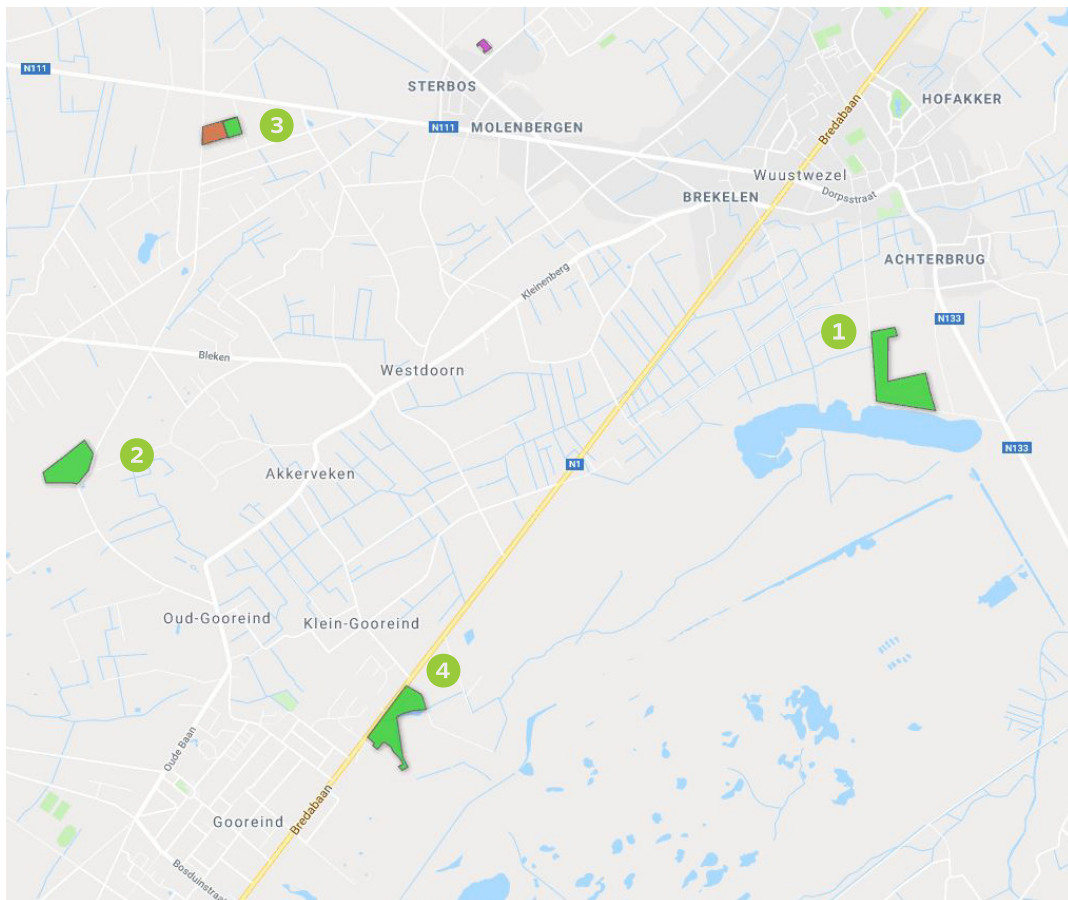 N111
STERBOS
HOFAKKER
3
N111
MOLENBERGEN
Bredabaan
Wuustwezel
BREKELEN
Dorpsstraat
ACHTERBRUG
Kleinenberg
N133
1
Bleken
Westdoorn
N133
2
Akkerveken
N1
Oud-Gooreind
Klein-Gooreind
4
Oude Baan
Gooreind
Bredabaan
Bosduinstraat